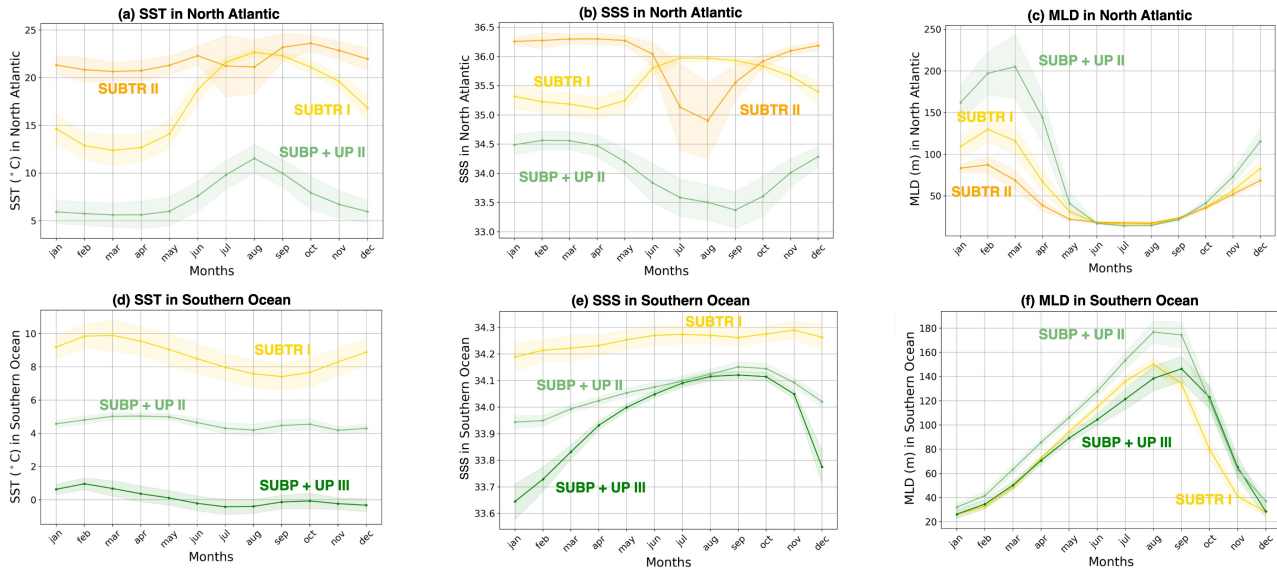 (a) SST in North Atlantic
SST (°C) in North Atlantic
25
20
15
10
5
SUBTR II
SUBTR I
SUBP + UP II
jan feb mar apr may jun jul aug sep oct nov dec
Months
(b) SSS in North Atlantic
SSS in North Atlantic
36.5
36.0
35.5
35.0
34.5
34.0
33.5
33.0
SUBTR I
SUBTR II
SUBP + UP II
jan feb mar apr may jun jul aug sep oct nov dec
Months
(c) MLD in North Atlantic
MLD (m) in North Atlantic
250
200
150
100
50
SUBP + UP II
SUBTR I
SUBTR II
jan feb mar apr may jun jul aug sep oct nov dec
Months
(d) SST in Southern Ocean
SST (°C) in Southern Ocean
10
8
6
4
2
0
SUBTR I
SUBP + UP II
SUBP + UP III
jan feb mar apr may jun jul aug sep oct nov dec
Months
(e) SSS in Southern Ocean
SSS in Southern Ocean
34.3
34.2
34.1
34.0
33.9
33.8
33.7
33.6
SUBTR I
SUBP + UP II
SUBP + UP III
jan feb mar apr may jun jul aug sep oct nov dec
Months
(f) MLD in Southern Ocean
MLD (m) in Southern Ocean
180
160
140
120
100
80
60
40
20
SUBP + UP II
SUBP + UP III
SUBTR I
jan feb mar apr may jun jul aug sep oct nov dec
Months